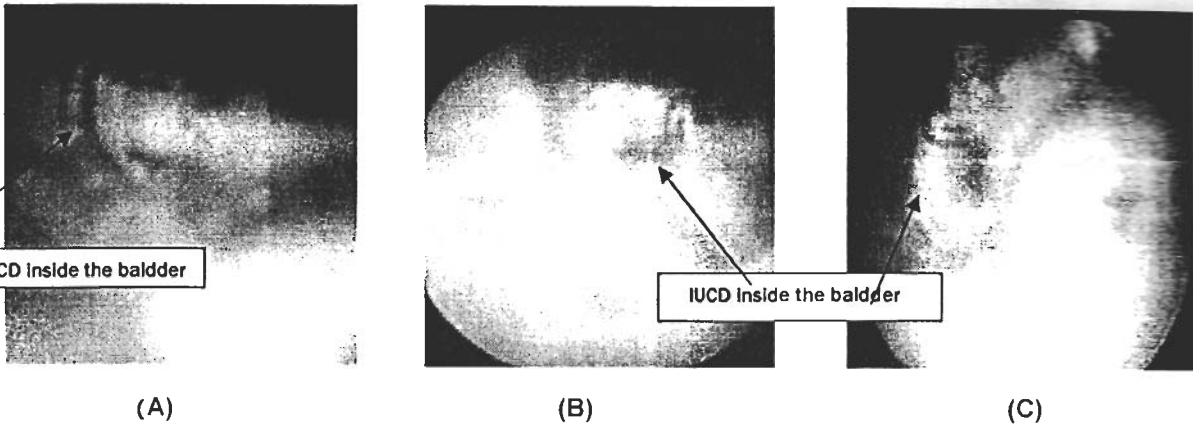 CD inside the baldder
IUCD inside the baldder
(A)
(B)
(C)